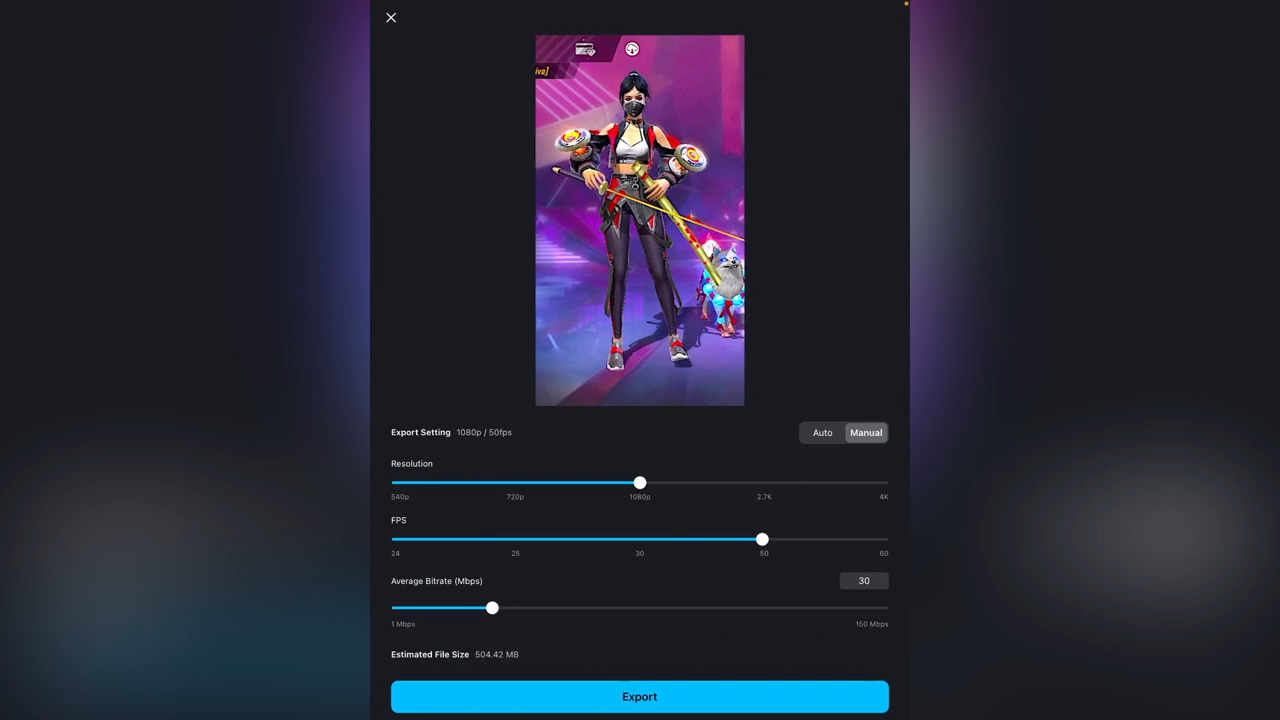 iva]
Export Setting 1080p / 50fps
Auto Manual
Resolution
540p 720p 1080p 2.7K 4K
FPS
24 25 30 50 60
Average Bitrate (Mbps) 30
1 Mbps 150 Mbps
Estimated File Size 504.42 MB
Export